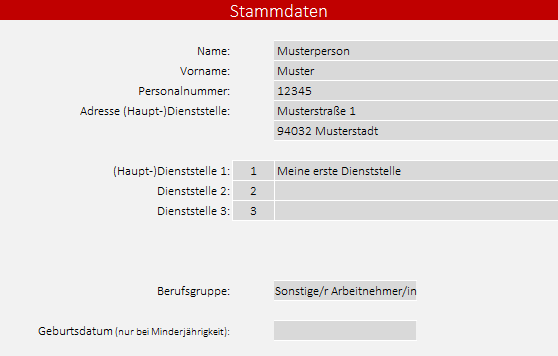 Stammdaten
Name: Musterperson
Vorname: Muster
Personalnummer: 12345
Adresse (Haupt-)Dienststelle: Musterstraße 1
94032 Musterstadt
(Haupt-)Dienststelle 1: 1 Meine erste Dienststelle
Dienststelle 2: 2
Dienststelle 3: 3
Berufsgruppe: Sonstige/r Arbeitnehmer/in
Geburtsdatum (nur bei Minderjährigkeit):